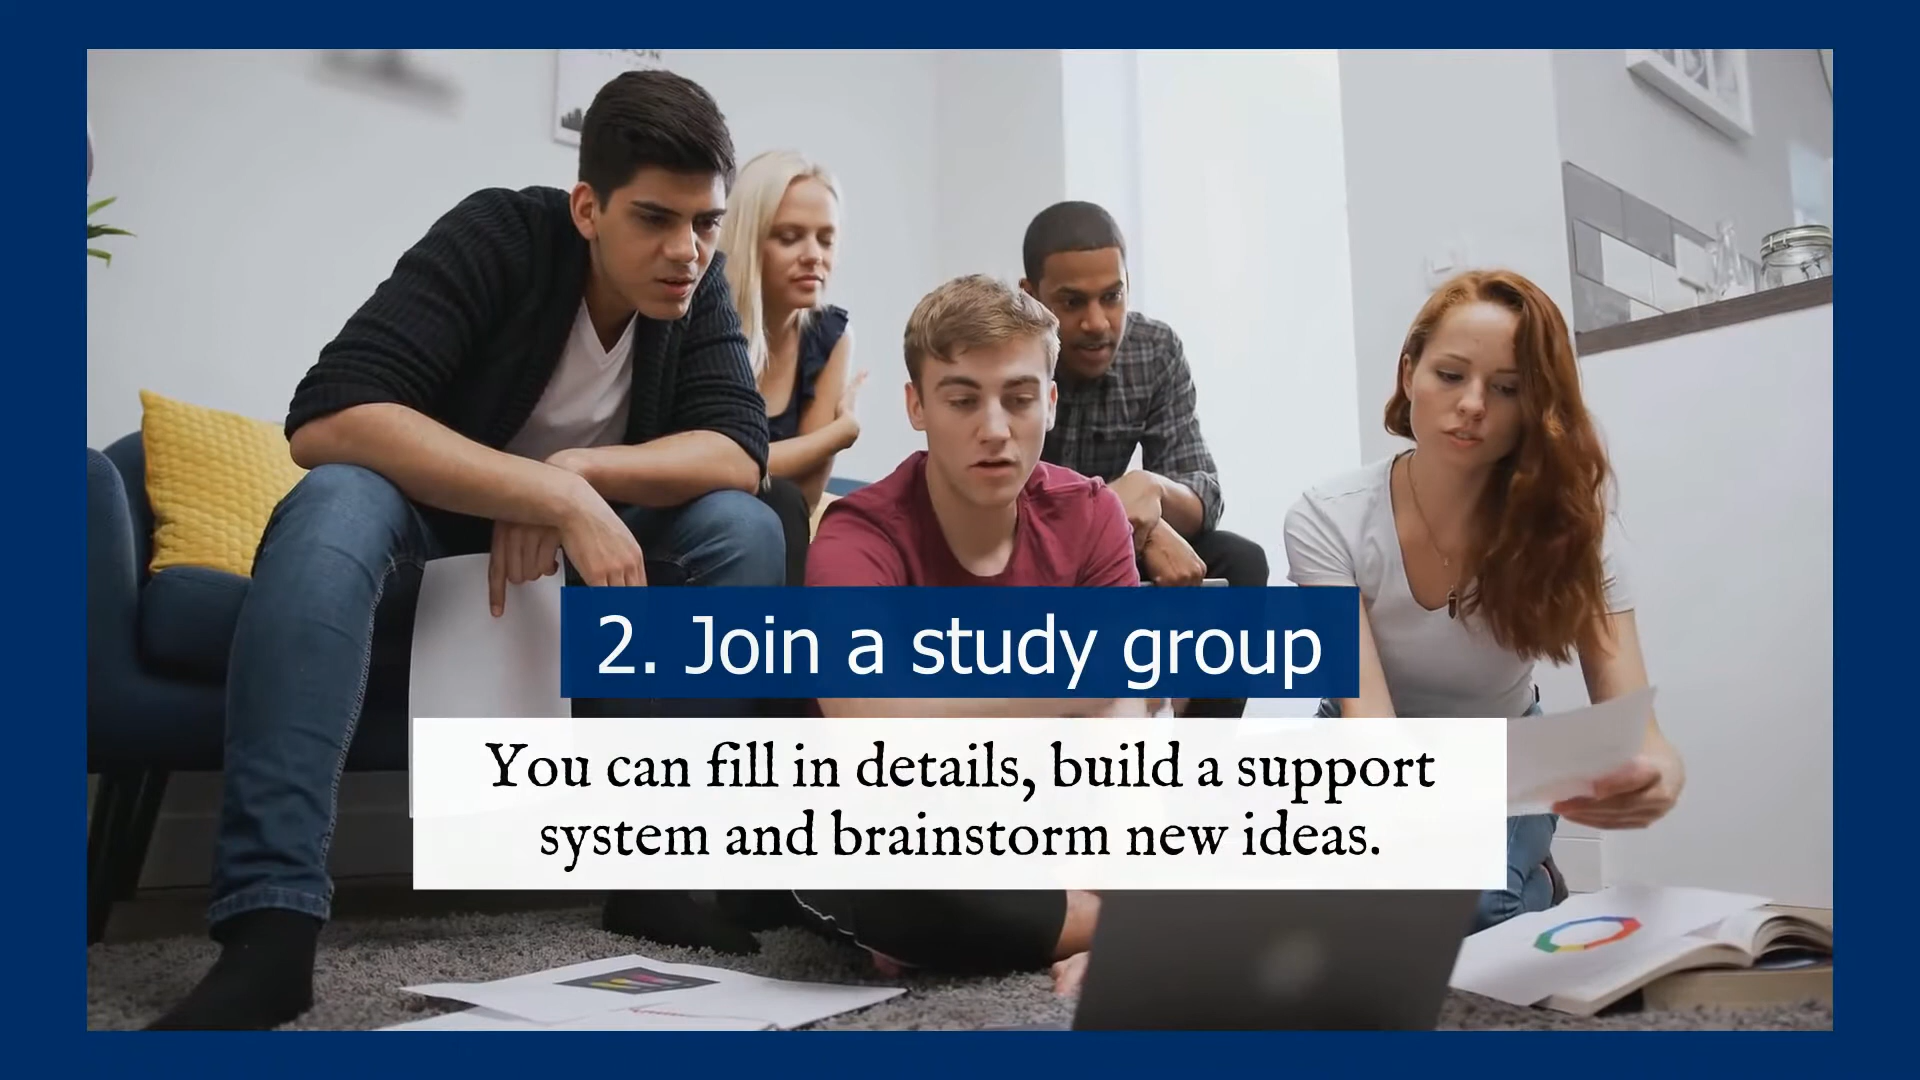 2. Join a study group
You can fill in details, build a support
system and brainstorm new ideas.